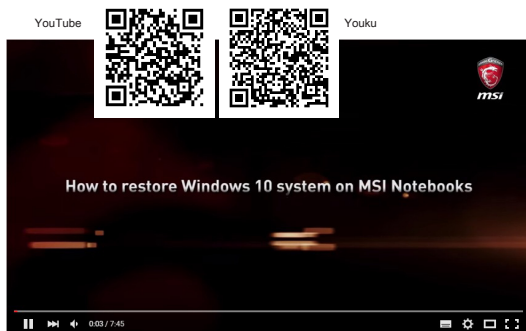 YouTube
Youku
msi
How to restore Windows 10 system on MSI Notebooks
0:03 / 7:45